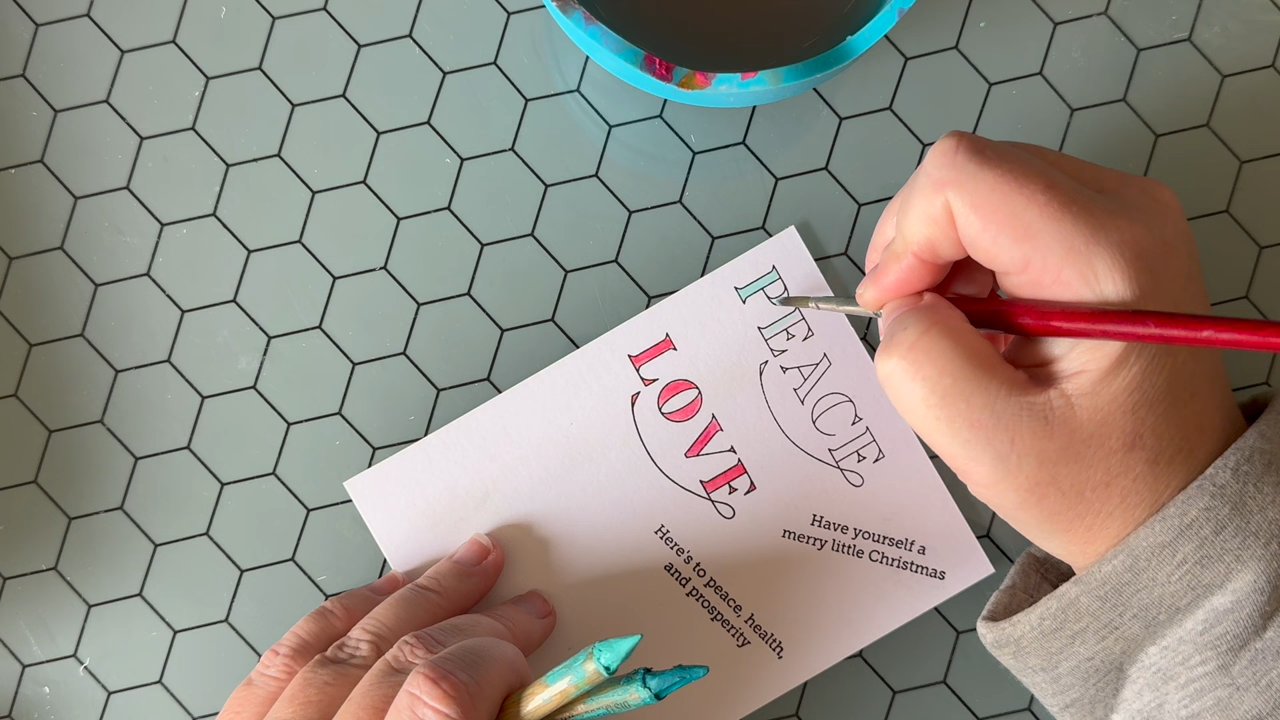 PEACE
LOVE
Have yourself a
merry little Christmas
Here's to peace, health,
and prosperity